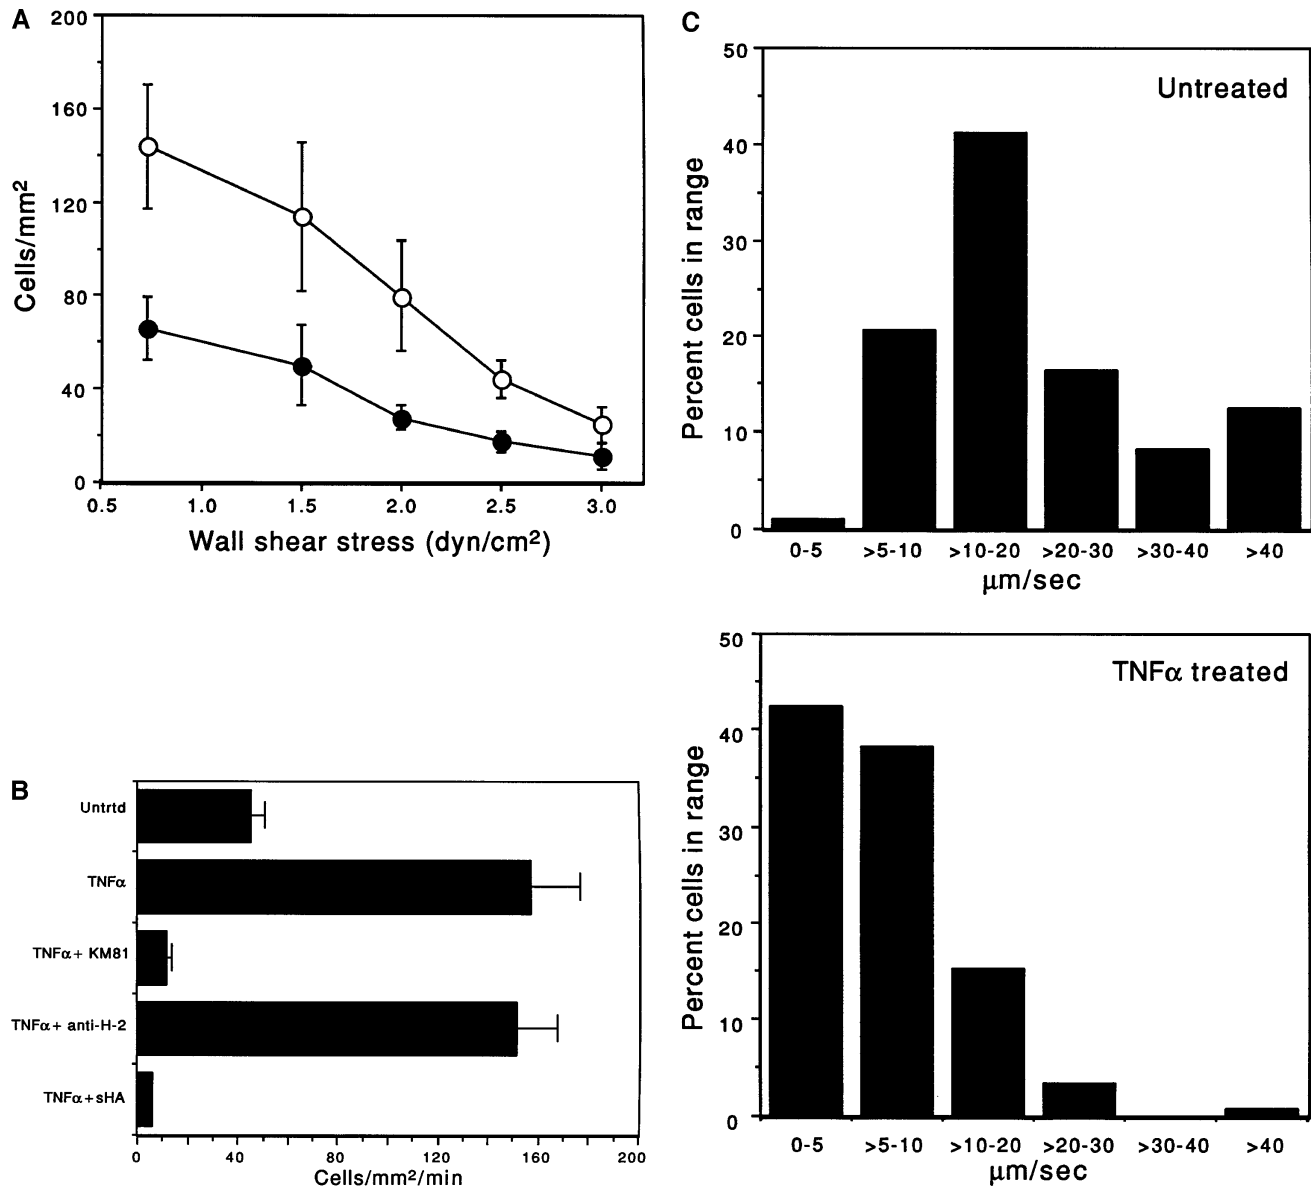 A
200
160
120
80
40
0
Cells/mm²
0.5 1.0 1.5 2.0 2.5 3.0
Wall shear stress (dyn/cm²)
B
Untrtd
TNFα
TNFα+ KM81
TNFα+ anti-H-2
TNFα+sHA
0 40 80 120 160 200
Cells/mm²/min
C
Untreated
50
40
30
20
10
0
Percent cells in range
0-5 >5-10 >10-20 >20-30 >30-40 >40
µm/sec
TNFα treated
50
40
30
20
10
0
Percent cells in range
0-5 >5-10 >10-20 >20-30 >30-40 >40
µm/sec